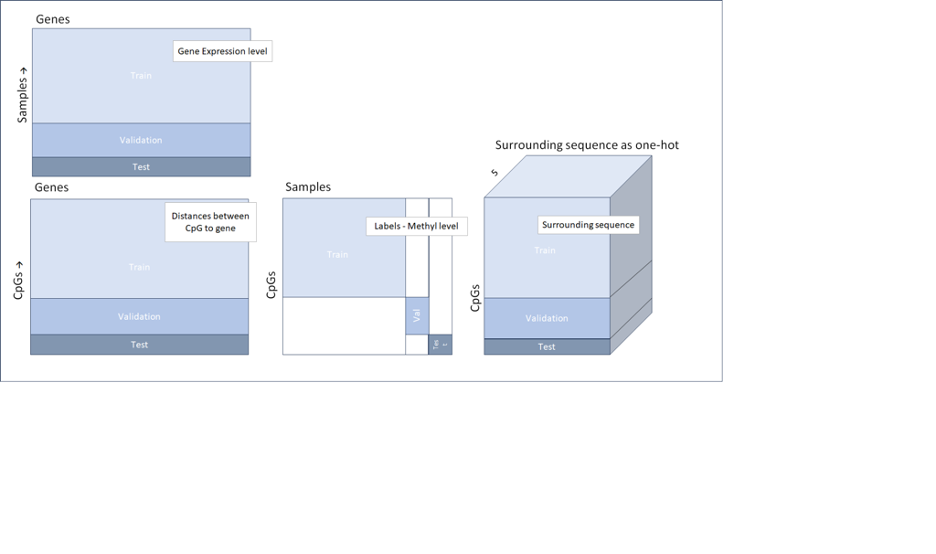 Genes
Gene Expression level
Samples →
Train
Validation
Test
Genes
Distances between
CpG to gene
CpGs →
Train
Validation
Test
Samples
Labels - Methyl level
CpGs
Train
Val
Tes
t
Surrounding sequence as one-hot
5
Surrounding sequence
CpGs
Train
Validation
Test